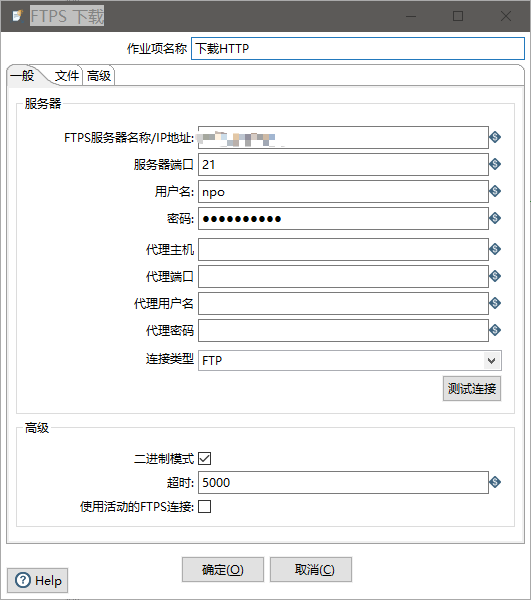 FTPS 下载
作业项名称 下载HTTP
一般 文件 高级
服务器
FTPS服务器名称/IP地址:
服务器端口 21
用户名: npo
密码: ●●●●●●●●●●
代理主机
代理端口
代理用户名
代理密码
连接类型 FTP
测试连接
高级
二进制模式
超时: 5000
使用活动的FTPS连接:
Help 确定(O) 取消(C)